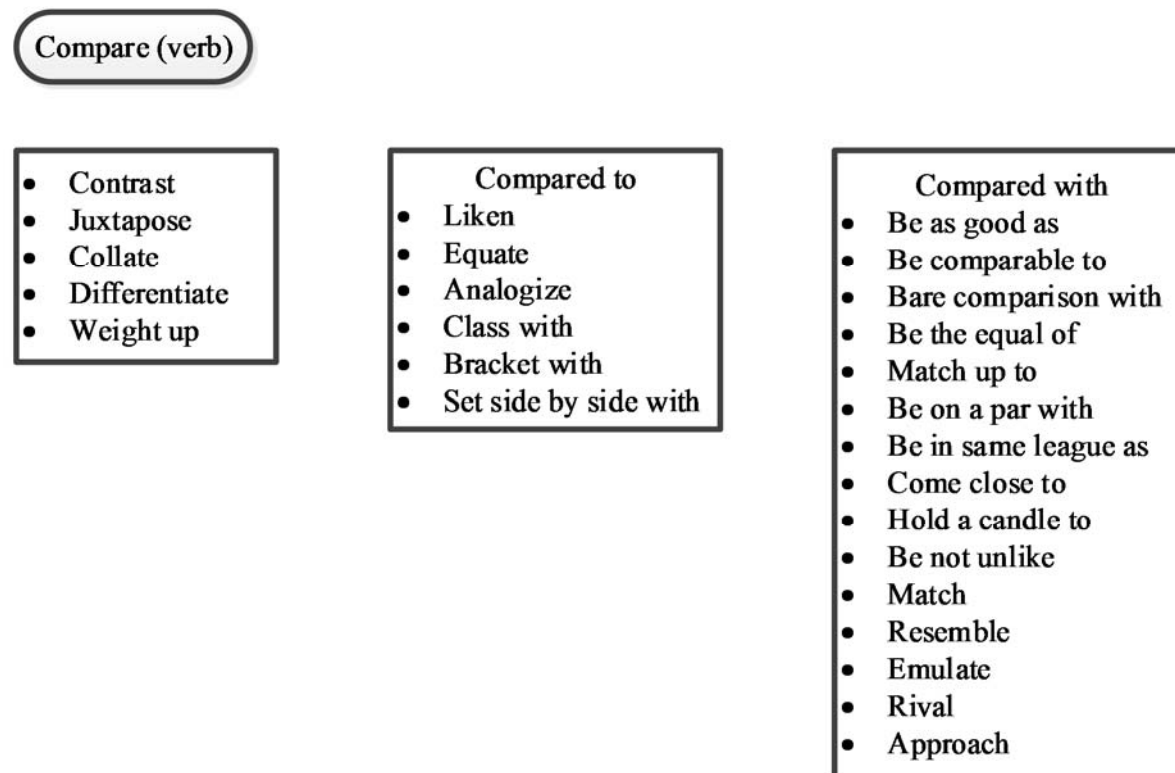 Compare (verb)
• Contrast
• Juxtapose
• Collate
• Differentiate
• Weight up
Compared to
• Liken
• Equate
• Analogize
• Class with
• Bracket with
• Set side by side with
Compared with
• Be as good as
• Be comparable to
• Bare comparison with
• Be the equal of
• Match up to
• Be on a par with
• Be in same league as
• Come close to
• Hold a candle to
• Be not unlike
• Match
• Resemble
• Emulate
• Rival
• Approach